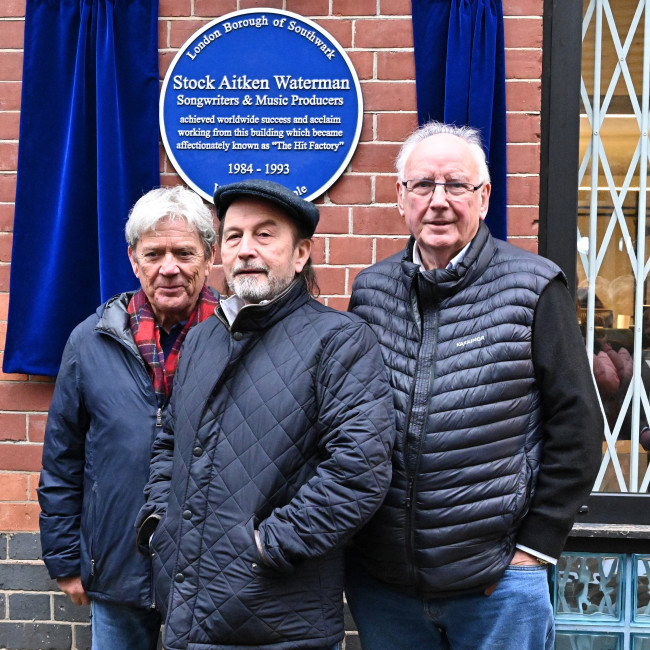 London Borough of Southwark
Stock Aitken Waterman
Songwriters & Music Producers
achieved worldwide success and acclaim
working from this building which became
affectionately known as "The Hit Factory"
1984 - 1993